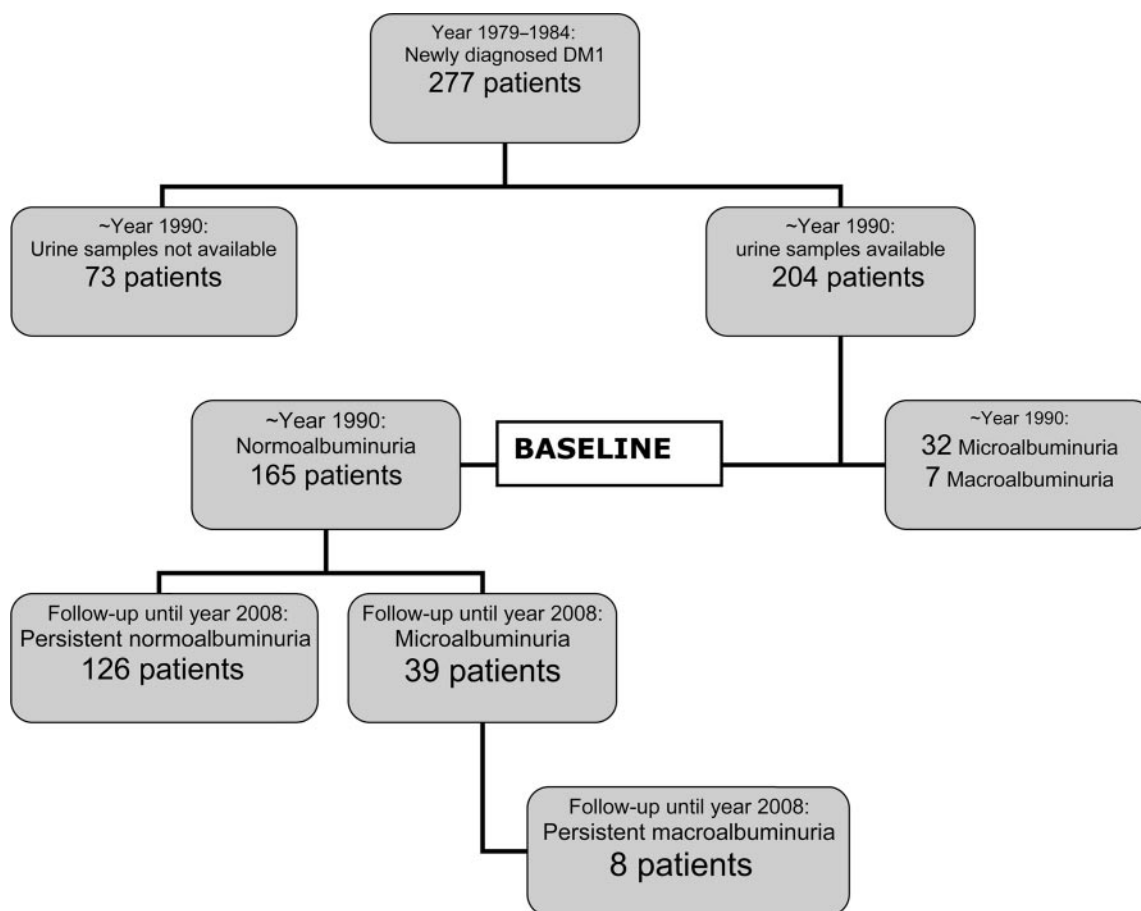 Year 1979–1984:
Newly diagnosed DM1
277 patients
~Year 1990:
Urine samples not available
73 patients
~Year 1990:
urine samples available
204 patients
~Year 1990:
Normoalbuminuria
165 patients
BASELINE
~Year 1990:
32 Microalbuminuria
7 Macroalbuminuria
Follow-up until year 2008:
Persistent normoalbuminuria
126 patients
Follow-up until year 2008:
Microalbuminuria
39 patients
Follow-up until year 2008:
Persistent macroalbuminuria
8 patients